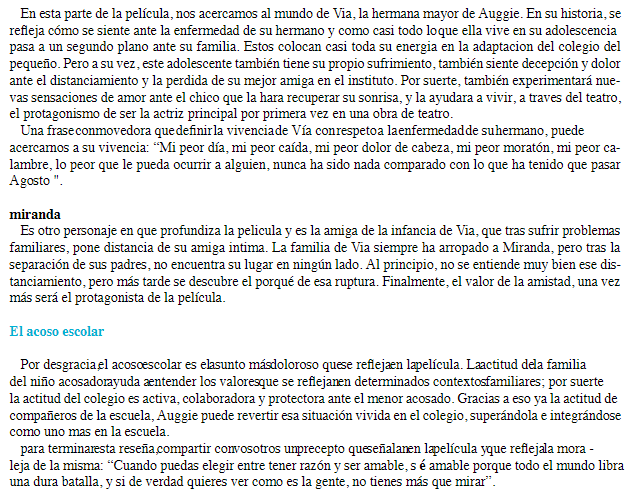 En esta parte de la película, nos acercamos al mundo de Via, la hermana mayor de Auggie. En su historia, se
refleja cómo se siente ante la enfermedad de su hermano y como casi todo loque ella vive en su adolescencia
pasa a un segundo plano ante su familia. Estos colocan casi toda su energia en la adaptacion del colegio del
pequeño. Pero a su vez, este adolescente también tiene su propio sufrimiento, también siente decepción y dolor
ante el distanciamiento y la perdida de su mejor amiga en el instituto. Por suerte, también experimentará nue-
vas sensaciones de amor ante el chico que la hara recuperar su sonrisa, y la ayudara a vivir, a traves del teatro,
el protagonismo de ser la actriz principal por primera vez en una obra de teatro.
Una frase conmovedora que definir la vivencia de Vía con respeto a la enfermedad de su hermano, puede
acercamos a su vivencia: “Mi peor día, mi peor caída, mi peor dolor de cabeza, mi peor moratón, mi peor ca-
lambre, lo peor que le pueda ocurrir a alguien, nunca ha sido nada comparado con lo que ha tenido que pasar
Agosto ".
miranda
Es otro personaje en que profundiza la pelicula y es la amiga de la infancia de Via, que tras sufrir problemas
familiares, pone distancia de su amiga intima. La familia de Via siempre ha arropado a Miranda, pero tras la
separación de sus padres, no encuentra su lugar en ningún lado. Al principio, no se entiende muy bien ese dis-
tanciamiento, pero más tarde se descubre el porqué de esa ruptura. Finalmente, el valor de la amistad, una vez
más será el protagonista de la película.
El acoso escolar
Por desgracia,el acoso escolar es el asunto más doloroso que se reflejaen la película. La actitud de la familia
del niño acosador ayuda a entender los valores que se reflejan en determinados contextos familiares; por suerte
la actitud del colegio es activa, colaboradora y protectora ante el menor acosado. Gracias a eso ya la actitud de
compañeros de la escuela, Auggie puede revertir esa situación vivida en el colegio, superándola e integrándose
como uno mas en la escuela.
para terminar esta reseña,compartir con vosotros un precepto que señalan en la película y que refleja la mora -
leja de la misma: “Cuando puedas elegir entre tener razón y ser amable, s é amable porque todo el mundo libra
una dura batalla, y si de verdad quieres ver como es la gente, no tienes más que mirar”.